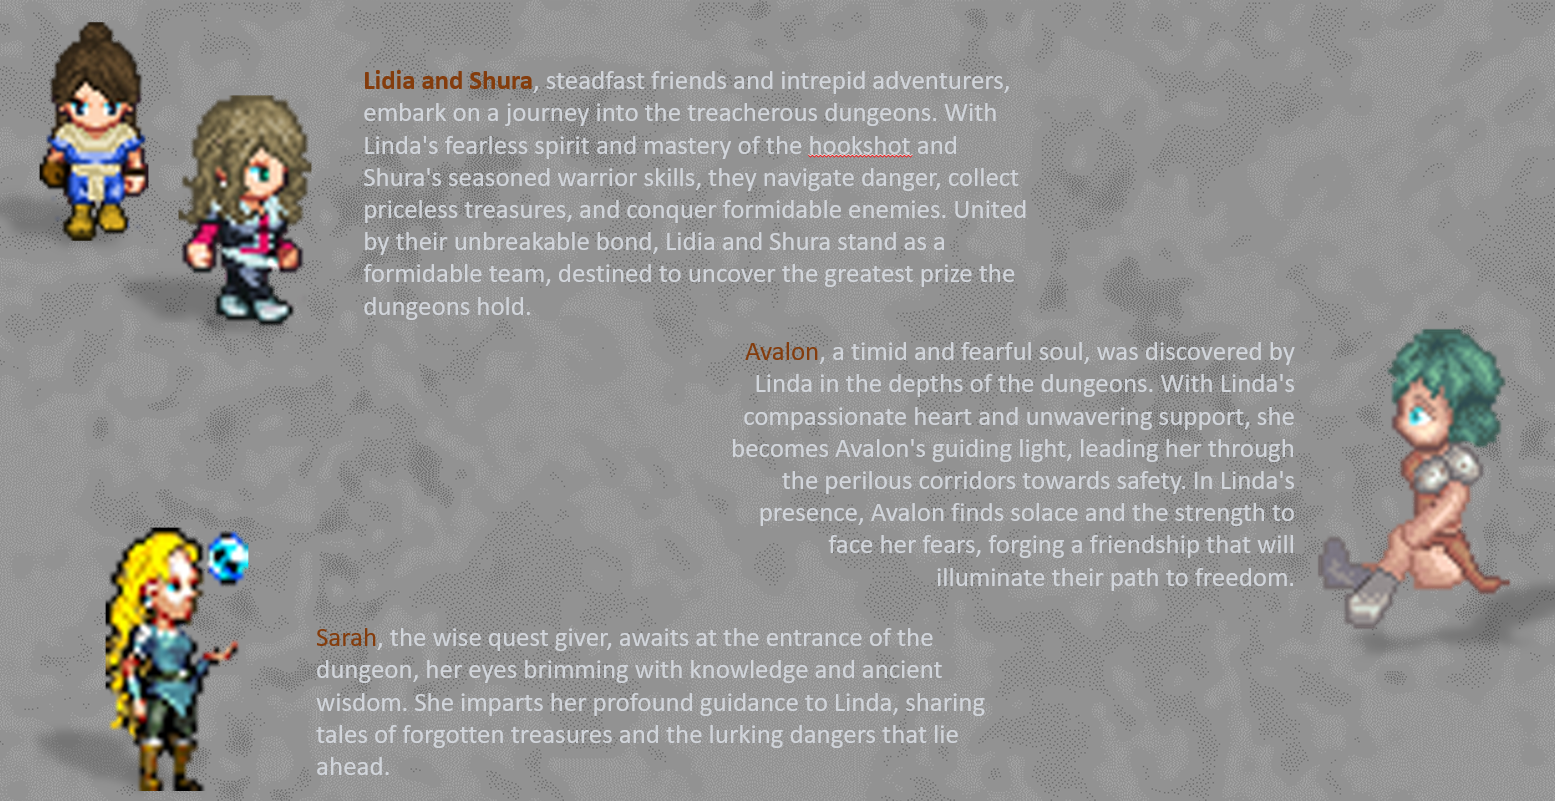 Lidia and Shura, steadfast friends and intrepid adventurers,
embark on a journey into the treacherous dungeons. With
Linda's fearless spirit and mastery of the hookshot and
Shura's seasoned warrior skills, they navigate danger, collect
priceless treasures, and conquer formidable enemies. United
by their unbreakable bond, Lidia and Shura stand as a
formidable team, destined to uncover the greatest prize the
dungeons hold.
Avalon, a timid and fearful soul, was discovered by
Linda in the depths of the dungeons. With Linda's
compassionate heart and unwavering support, she
becomes Avalon's guiding light, leading her through
the perilous corridors towards safety. In Linda's
presence, Avalon finds solace and the strength to
face her fears, forging a friendship that will
illuminate their path to freedom.
Sarah, the wise quest giver, awaits at the entrance of the
dungeon, her eyes brimming with knowledge and ancient
wisdom. She imparts her profound guidance to Linda, sharing
tales of forgotten treasures and the lurking dangers that lie
ahead.